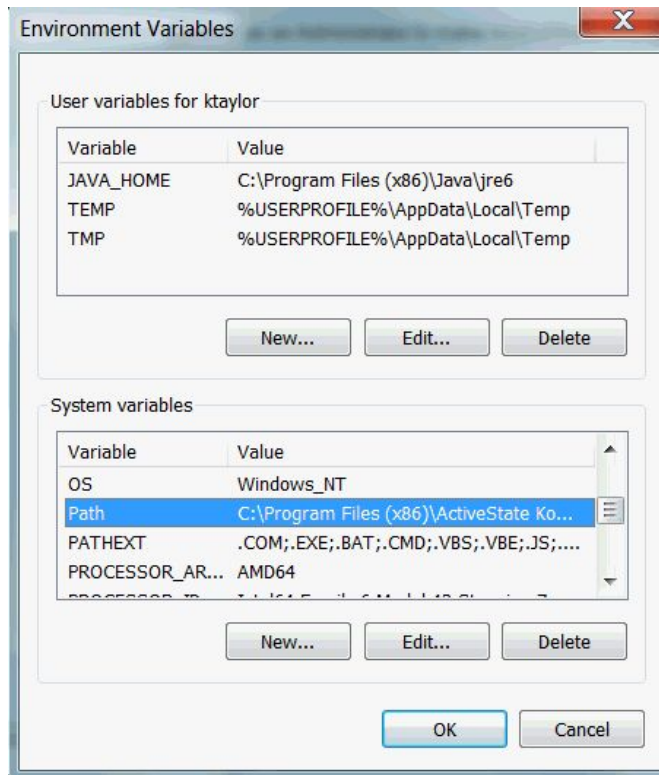 Environment Variables
User variables for ktaylor
Variable Value
JAVA_HOME C:\Program Files (x86)\Java\jre6
TEMP %USERPROFILE%\AppData\Local\Temp
TMP %USERPROFILE%\AppData\Local\Temp
New... Edit... Delete
System variables
Variable Value
OS Windows_NT
Path C:\Program Files (x86)\ActiveState Ko...
PATHEXT .COM;.EXE;.BAT;.CMD;.VBS;.VBE;.JS;....
PROCESSOR_AR... AMD64
New... Edit... Delete
OK Cancel